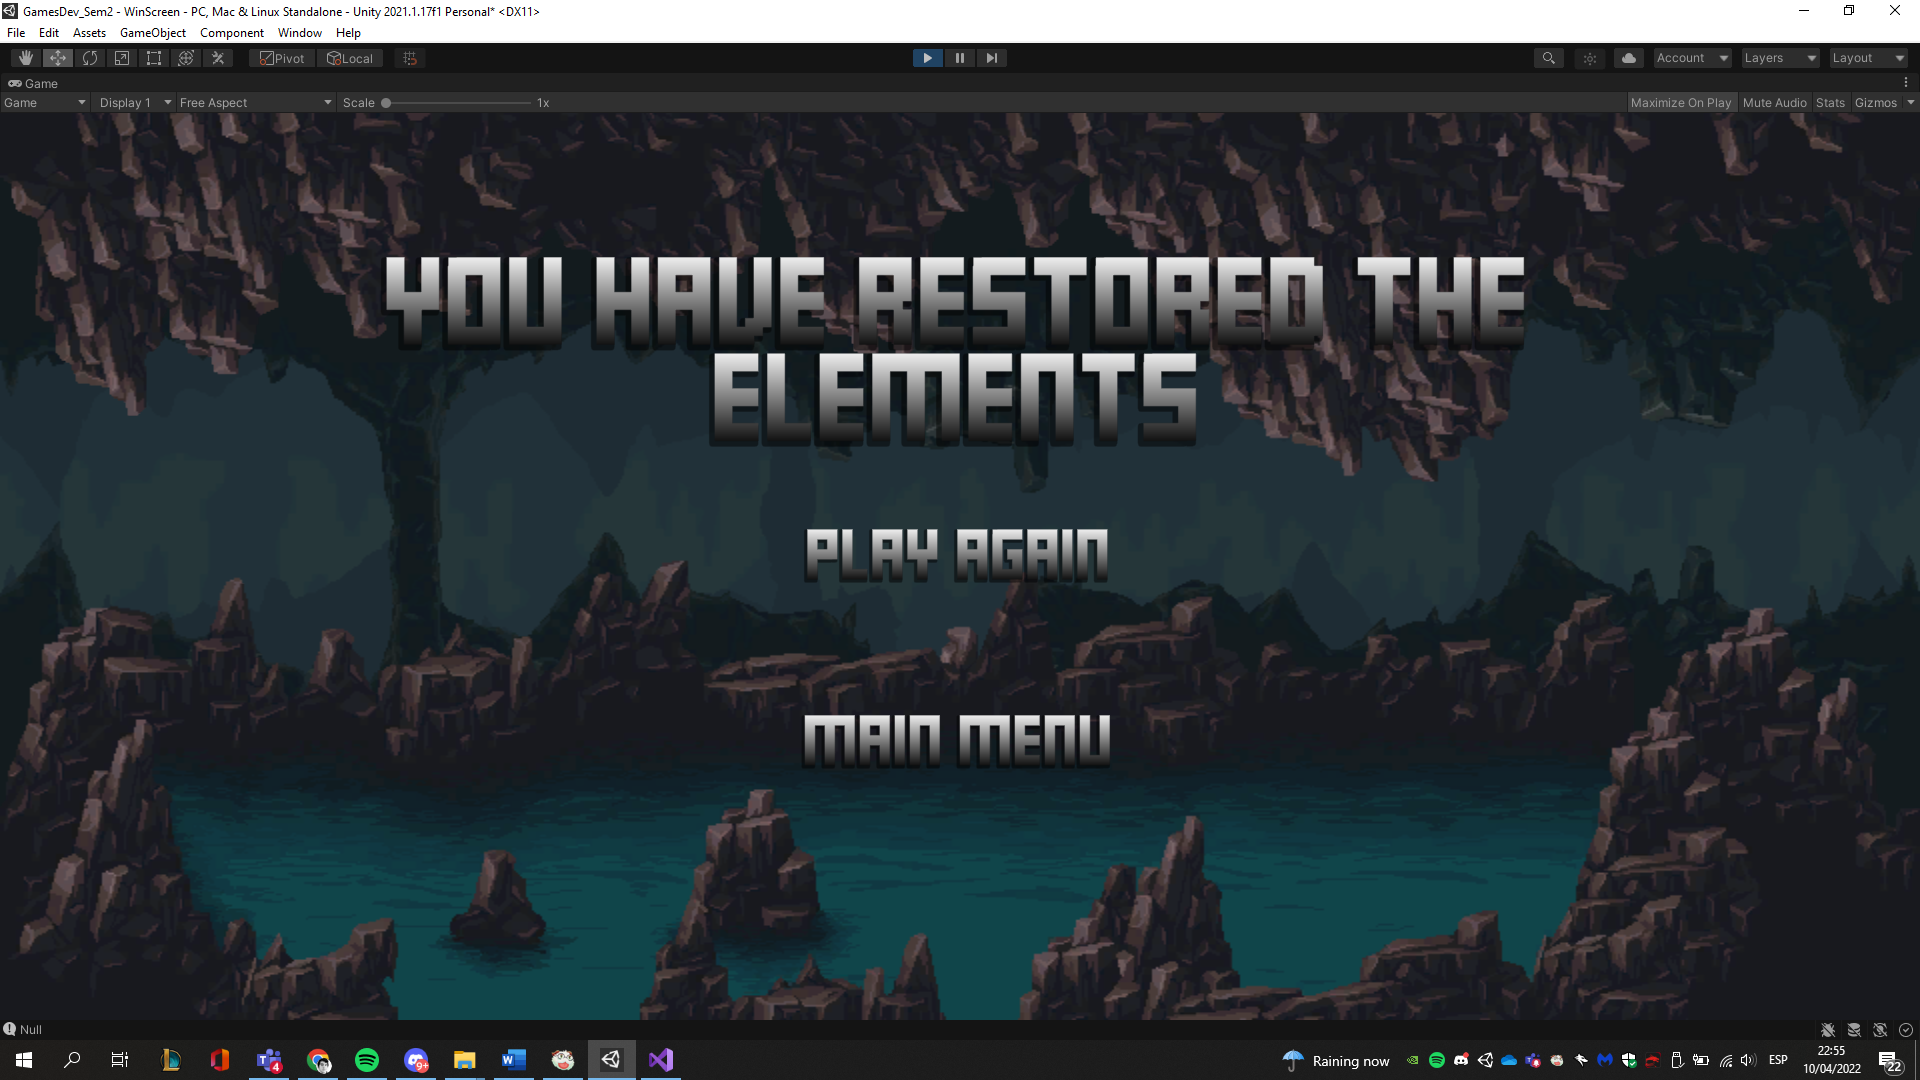 GamesDev_Sem2 - WinScreen - PC, Mac & Linux Standalone - Unity 2021.1.17f1 Personal* <DX11>
File Edit Assets GameObject Component Window Help
Pivot Local Account Layers Layout
Game
Game Display 1 Free Aspect Scale 1x Maximize On Play Mute Audio Stats Gizmos
YOU HAVE RESTORED THE
ELEMENTS
PLAY AGAIN
MAIN MENU
Null
4 9+ Raining now ESP 22:55
10/04/2022 22